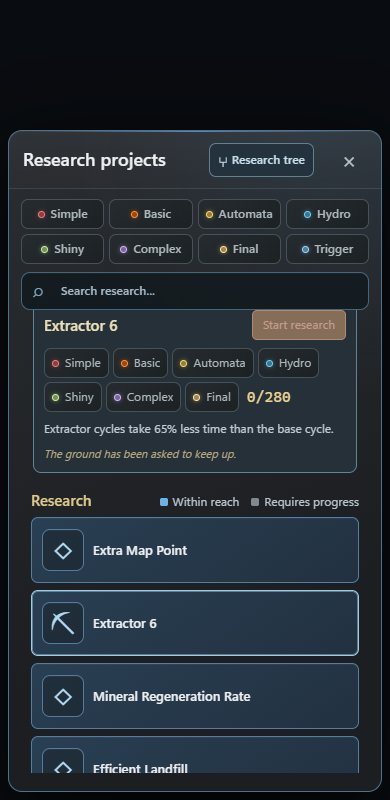 Research projects
Research tree
Simple Basic Automata Hydro
Shiny Complex Final Trigger
Search research...
Extractor 6
Start research
Simple Basic Automata Hydro
Shiny Complex Final 0/280
Extractor cycles take 65% less time than the base cycle.
The ground has been asked to keep up.
Research Within reach Requires progress
Extra Map Point
Extractor 6
Mineral Regeneration Rate
Efficient Landfill